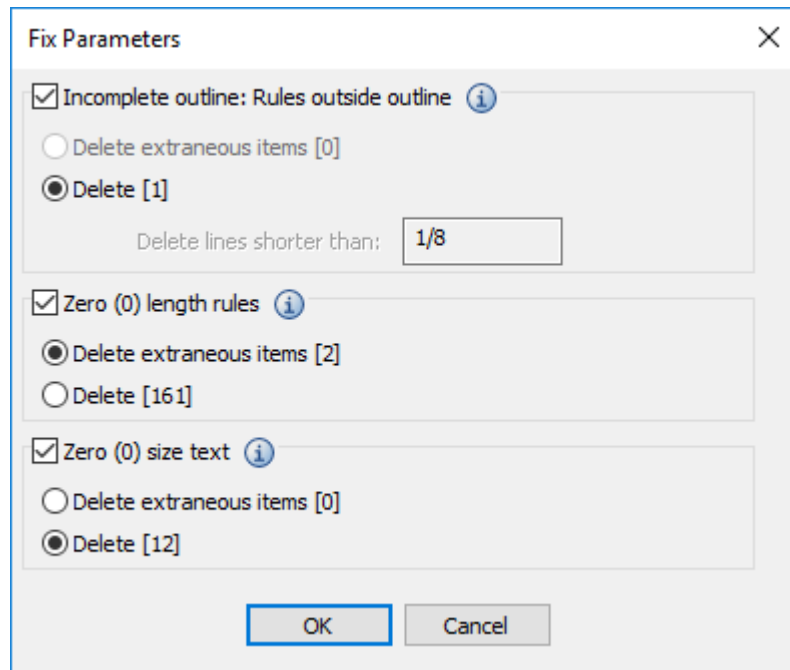 Fix Parameters
Incomplete outline: Rules outside outline
Delete extraneous items [0]
Delete [1]
Delete lines shorter than: 1/8
Zero (0) length rules
Delete extraneous items [2]
Delete [161]
Zero (0) size text
Delete extraneous items [0]
Delete [12]
OK Cancel